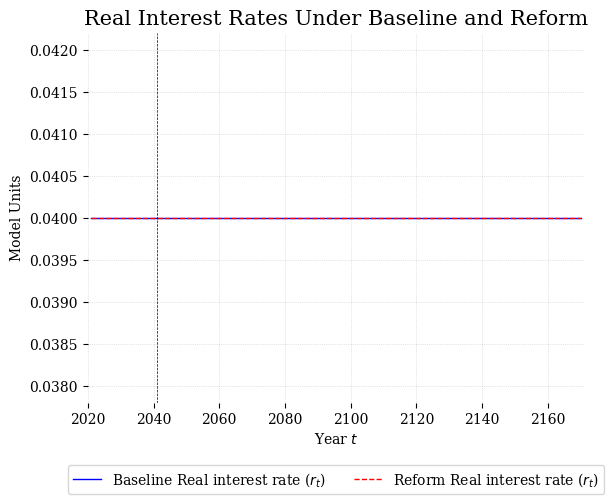 Real Interest Rates Under Baseline and Reform
0.0420
0.0415
0.0410
0.0405
0.0400
0.0395
0.0390
0.0385
0.0380
Model Units
2020 2040 2060 2080 2100 2120 2140 2160
Year t
Baseline Real interest rate (r_t) Reform Real interest rate (r_t)